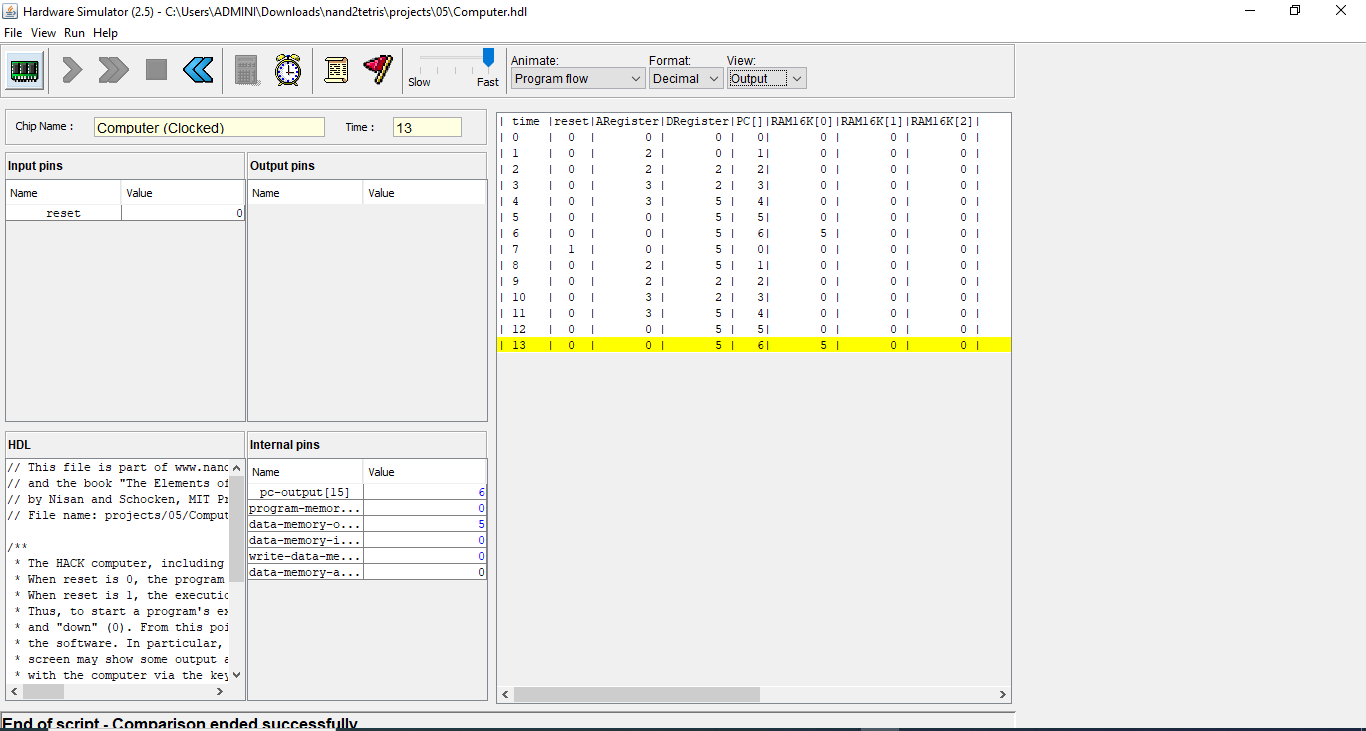 Hardware Simulator (2.5) - C:\Users\ADMINI\Downloads\nand2tetris\projects\05\Computer.hdl
File View Run Help
Slow Fast
Animate: Format: View:
Program flow Decimal Output
Chip Name : Computer (Clocked) Time : 13
Input pins
Name Value
reset 0
Output pins
Name Value
HDL
// This file is part of www.nand
// and the book "The Elements of
// by Nisan and Schocken, MIT Pr
// File name: projects/05/Comput
/**
* The HACK computer, including
* When reset is 0, the program
* When reset is 1, the executio
* Thus, to start a program's ex
* and "down" (0). From this poi
* the software. In particular,
* screen may show some output a
* with the computer via the key
Internal pins
Name Value
pc-output[15] 6
program-memor... 0
data-memory-o... 5
data-memory-i... 0
write-data-me... 0
data-memory-a... 0
| time |reset|ARegister|DRegister|PC[]|RAM16K[0]|RAM16K[1]|RAM16K[2]|
| 0 | 0 | 0 | 0 | 0| 0 | 0 | 0 |
| 1 | 0 | 2 | 0 | 1| 0 | 0 | 0 |
| 2 | 0 | 2 | 2 | 2| 0 | 0 | 0 |
| 3 | 0 | 3 | 2 | 3| 0 | 0 | 0 |
| 4 | 0 | 3 | 5 | 4| 0 | 0 | 0 |
| 5 | 0 | 0 | 5 | 5| 0 | 0 | 0 |
| 6 | 0 | 0 | 5 | 6| 5 | 0 | 0 |
| 7 | 1 | 0 | 5 | 0| 0 | 0 | 0 |
| 8 | 0 | 2 | 5 | 1| 0 | 0 | 0 |
| 9 | 0 | 2 | 2 | 2| 0 | 0 | 0 |
| 10 | 0 | 3 | 2 | 3| 0 | 0 | 0 |
| 11 | 0 | 3 | 5 | 4| 0 | 0 | 0 |
| 12 | 0 | 0 | 5 | 5| 0 | 0 | 0 |
| 13 | 0 | 0 | 5 | 6| 5 | 0 | 0 |
End of script - Comparison ended successfully